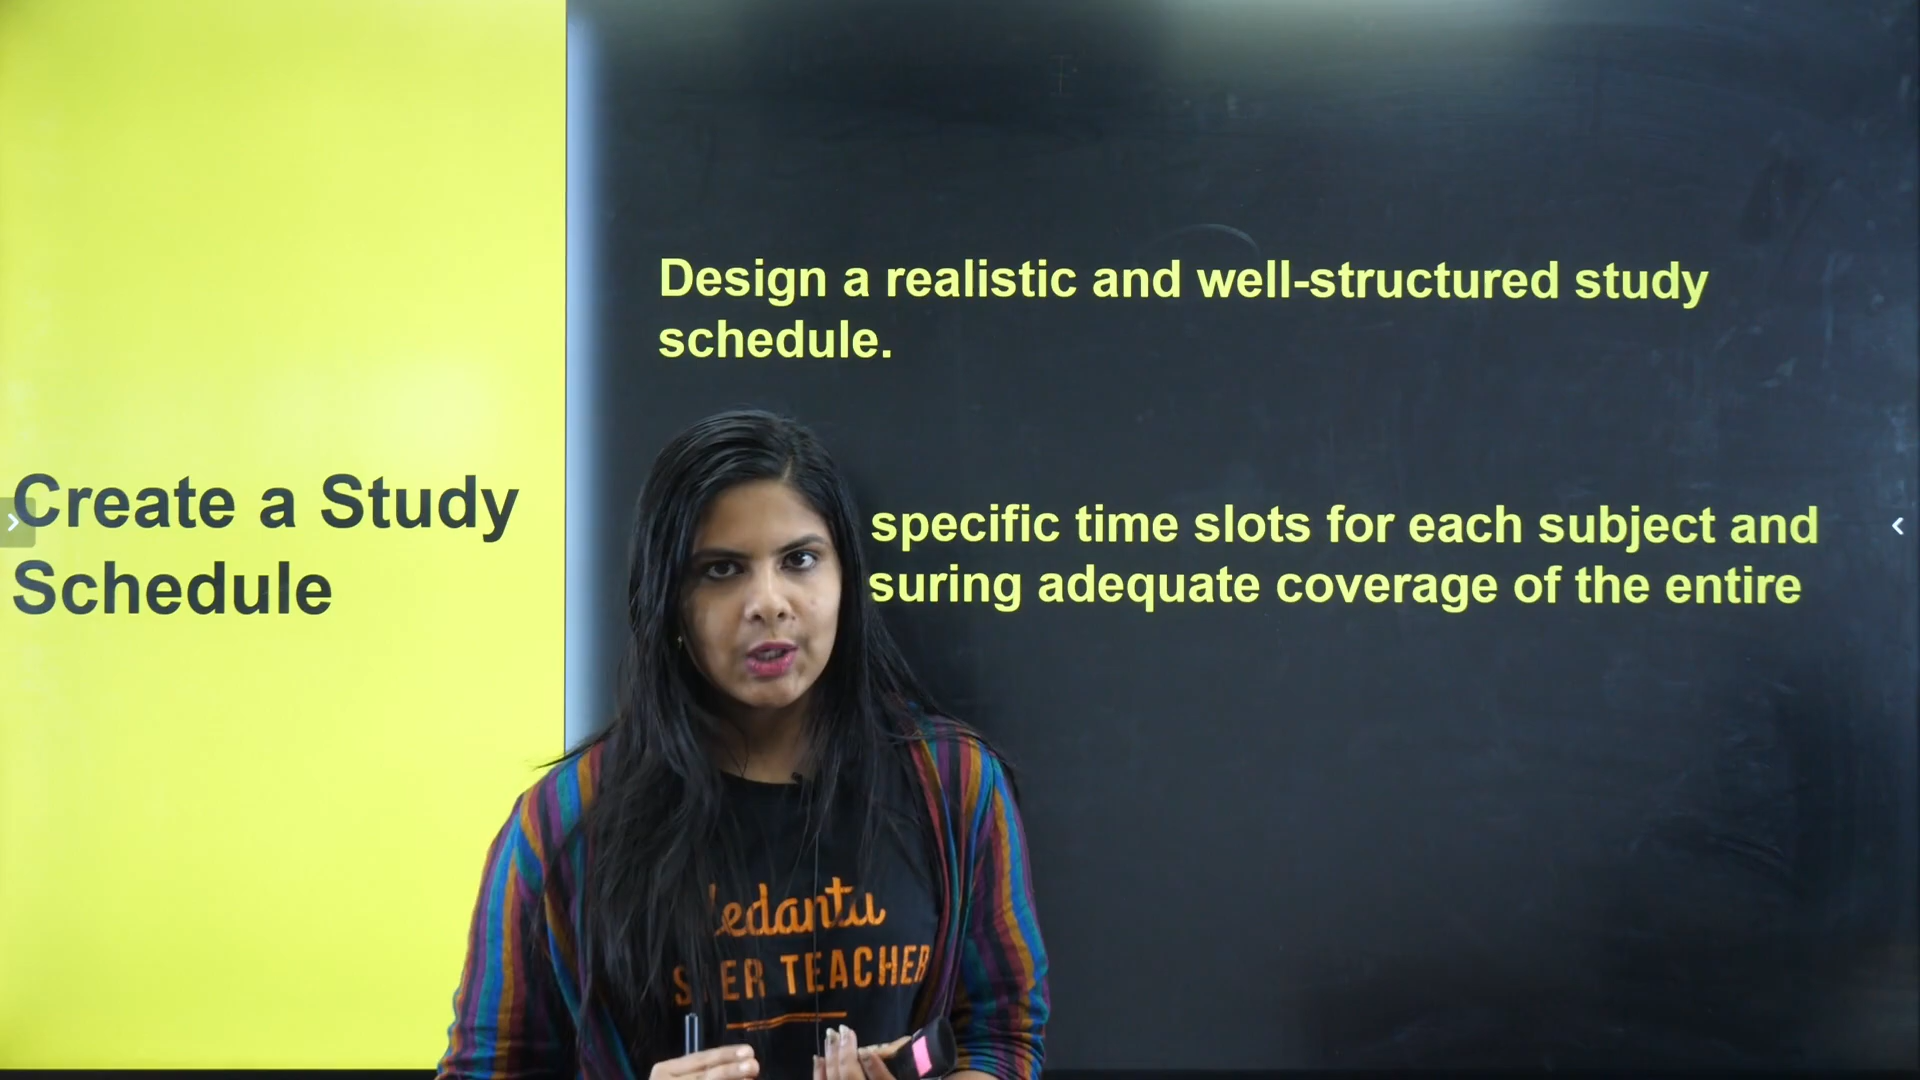 Create a Study
Schedule
Design a realistic and well-structured study
schedule.
specific time slots for each subject and
suring adequate coverage of the entire
edantu
TEACHER